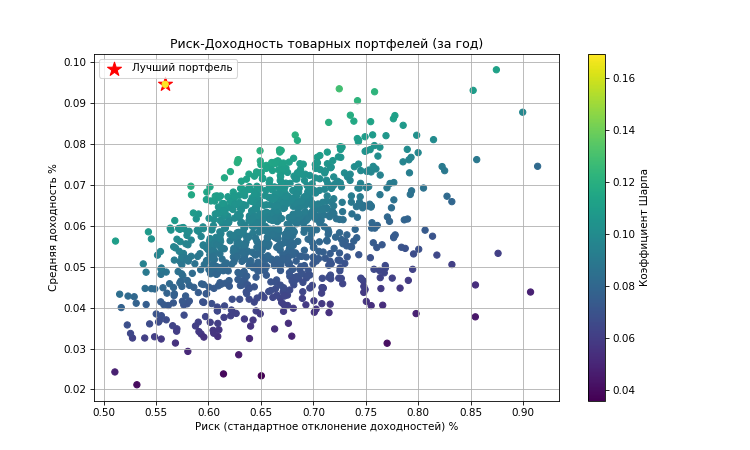 Риск-Доходность товарных портфелей (за год)
Лучший портфель
Средняя доходность %
0.10
0.09
0.08
0.07
0.06
0.05
0.04
0.03
0.02
0.50 0.55 0.60 0.65 0.70 0.75 0.80 0.85 0.90
Риск (стандартное отклонение доходностей) %
0.16
0.14
0.12
0.10
0.08
0.06
0.04
Коэффициент Шарпа